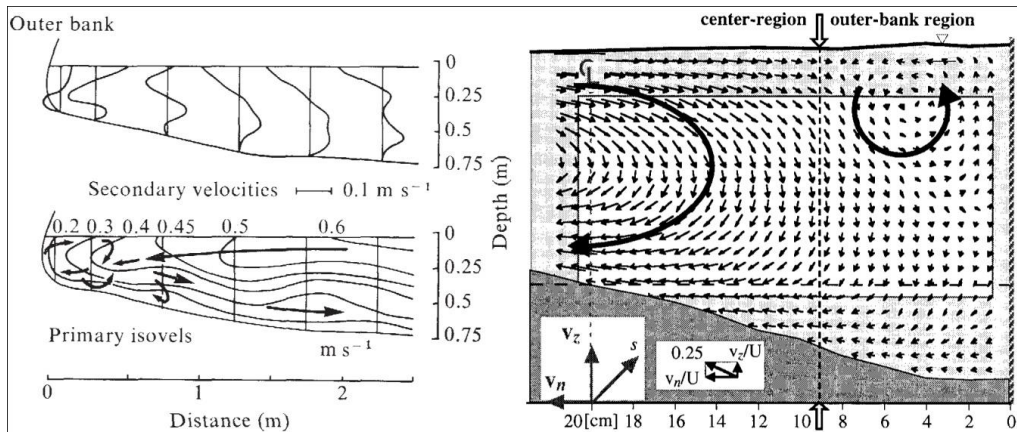 Outer bank
0
0.25
0.5
0.75
Secondary velocities 0.1 m s⁻¹
Depth (m)
0.2 0.3 0.4 0.45 0.5 0.6
0
0.25
0.5
0.75
Primary isovels
m s⁻¹
0 1 2
Distance (m)
center-region outer-bank region
C
L
v_z
s
v_n
0.25
v_z/U
v_n/U
20[cm] 18 16 14 12 10 8 6 4 2 0